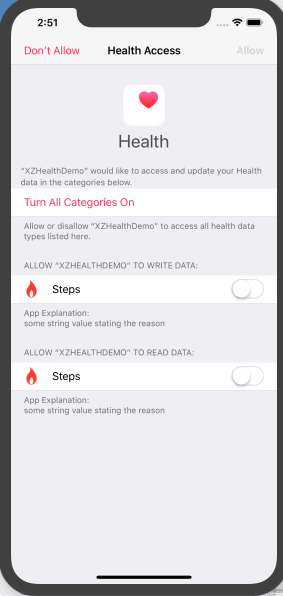 2:51
Don't Allow Health Access Allow
Health
"XZHealthDemo" would like to access and update your Health
data in the categories below.
Turn All Categories On
Allow or disallow "XZHealthDemo" to access all health data
types listed here.
ALLOW "XZHEALTHDEMO" TO WRITE DATA:
Steps
App Explanation:
some string value stating the reason
ALLOW "XZHEALTHDEMO" TO READ DATA:
Steps
App Explanation:
some string value stating the reason